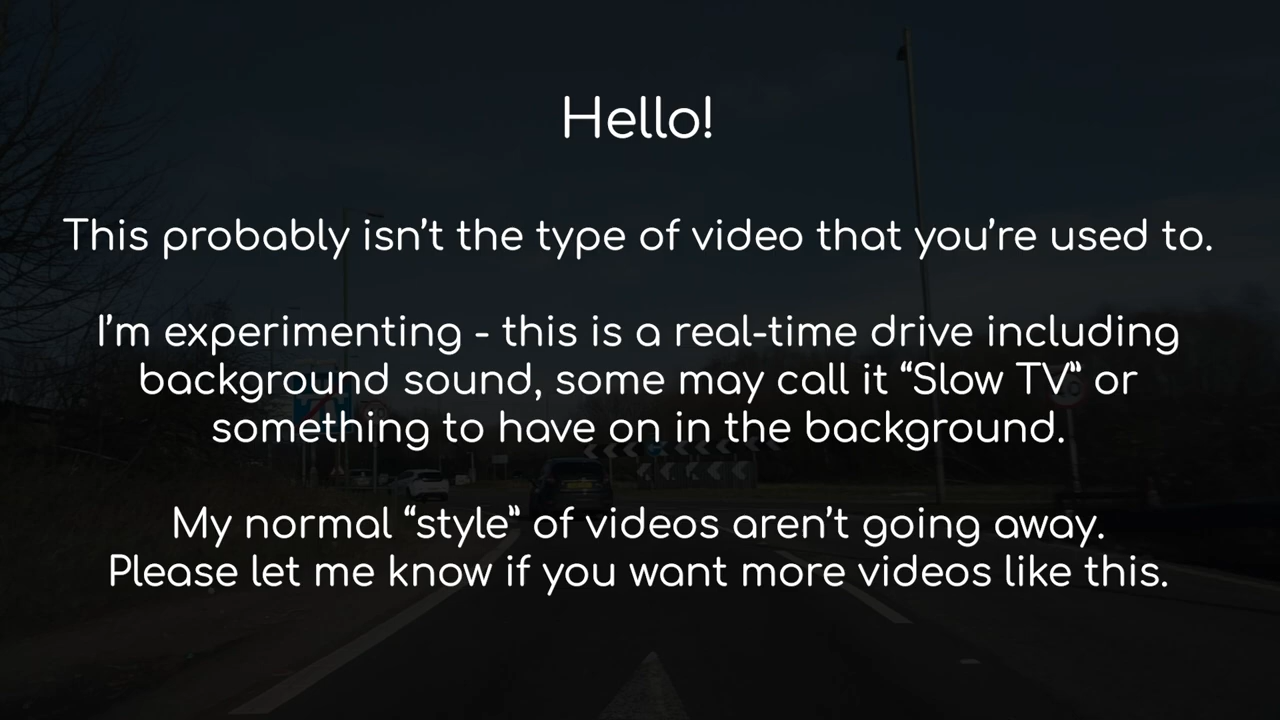 Hello!
This probably isn’t the type of video that you’re used to.
I’m experimenting - this is a real-time drive including
background sound, some may call it “Slow TV” or
something to have on in the background.
My normal “style” of videos aren’t going away.
Please let me know if you want more videos like this.